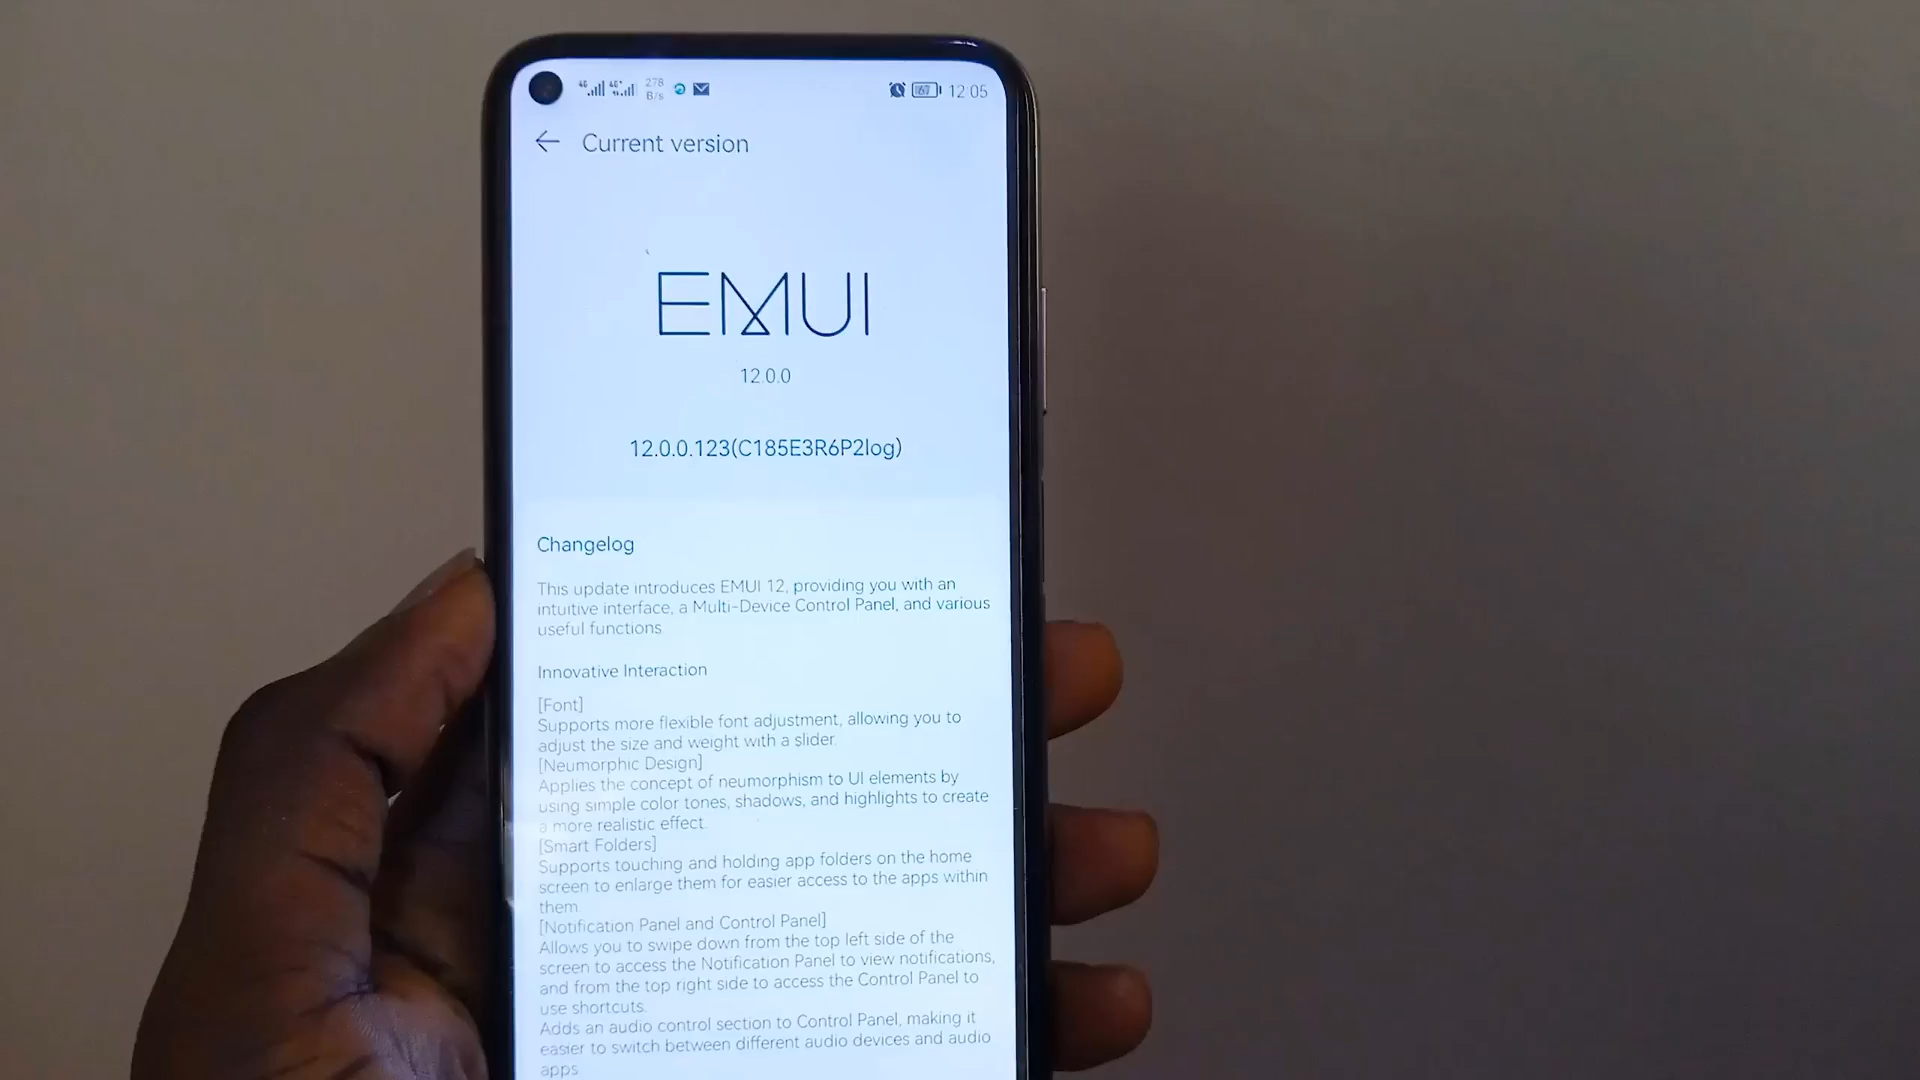 4G 4G+ 278 B/s 67 12:05
Current version
EMUI
12.0.0
12.0.0.123(C185E3R6P2log)
Changelog
This update introduces EMUI 12, providing you with an
intuitive interface, a Multi-Device Control Panel, and various
useful functions
Innovative Interaction
[Font]
Supports more flexible font adjustment, allowing you to
adjust the size and weight with a slider.
[Neumorphic Design]
Applies the concept of neumorphism to UI elements by
using simple color tones, shadows, and highlights to create
a more realistic effect.
[Smart Folders]
Supports touching and holding app folders on the home
screen to enlarge them for easier access to the apps within
them.
[Notification Panel and Control Panel]
Allows you to swipe down from the top left side of the
screen to access the Notification Panel to view notifications,
and from the top right side to access the Control Panel to
use shortcuts.
Adds an audio control section to Control Panel, making it
easier to switch between different audio devices and audio
apps